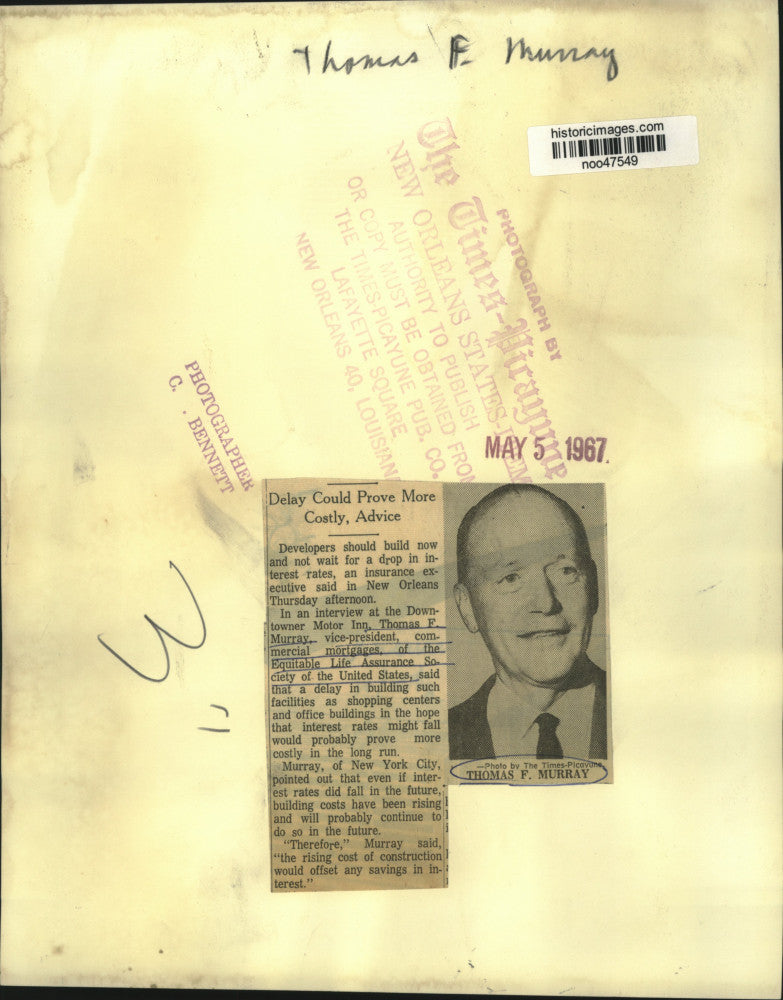 Thomas F. Murray
historicimages.com
noo47549
PHOTOGRAPH BY
The Times-Picayune
NEW ORLEANS STATES-ITEM
AUTHORITY TO PUBLISH
OR COPY MUST BE OBTAINED FROM
THE TIMES-PICAYUNE PUB. CO.
LAFAYETTE SQUARE
NEW ORLEANS 40, LOUISIANA
PHOTOGRAPHER
C. . BENNETT
MAY 5 1967
Delay Could Prove More
Costly, Advice
Developers should build now
and not wait for a drop in in-
terest rates, an insurance ex-
ecutive said in New Orleans
Thursday afternoon.
In an interview at the Down-
towner Motor Inn, Thomas F.
Murray, vice-president, com-
mercial mortgages, of the
Equitable Life Assurance So-
ciety of the United States, said
that a delay in building such
facilities as shopping centers
and office buildings in the hope
that interest rates might fall
would probably prove more
costly in the long run.
Murray, of New York City,
pointed out that even if inter-
est rates did fall in the future,
building costs have been rising
and will probably continue to
do so in the future.
"Therefore," Murray said,
"the rising cost of construction
would offset any savings in in-
terest."
—Photo by The Times-Picayune.
THOMAS F. MURRAY